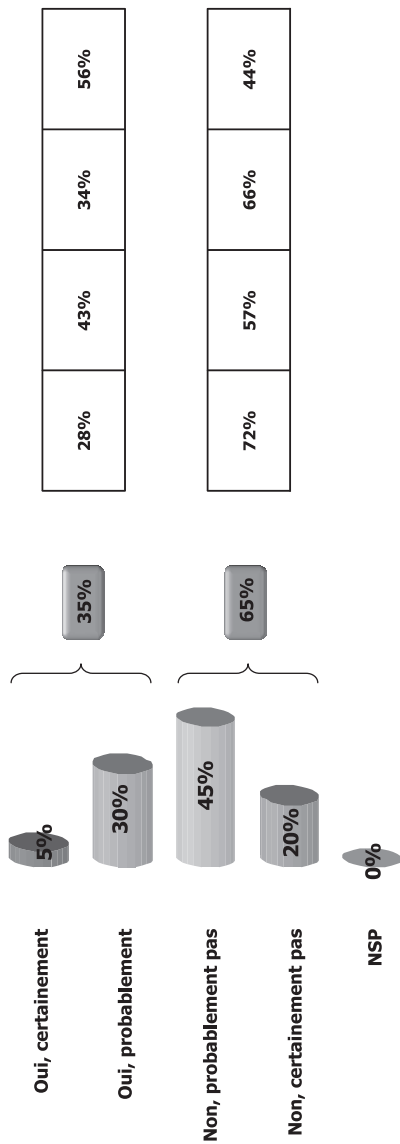 Oui, certainement 5%
Oui, probablement 30%
35% 28% 43% 34% 56%
Non, probablement pas 45%
Non, certainement pas 20%
65% 72% 57% 66% 44%
NSP 0%